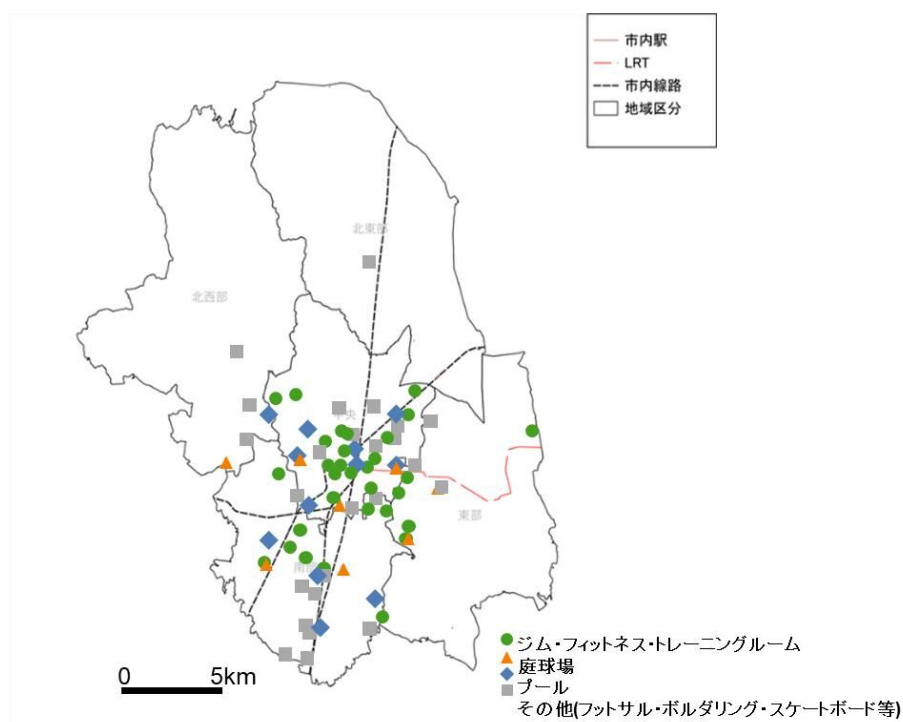 市内駅
LRT
市内線路
地域区分
北東部
北西部
中央
東部
0 5km
ジム・フィットネス・トレーニングルーム
庭球場
プール
その他(フットサル・ボルダリング・スケートボード等)